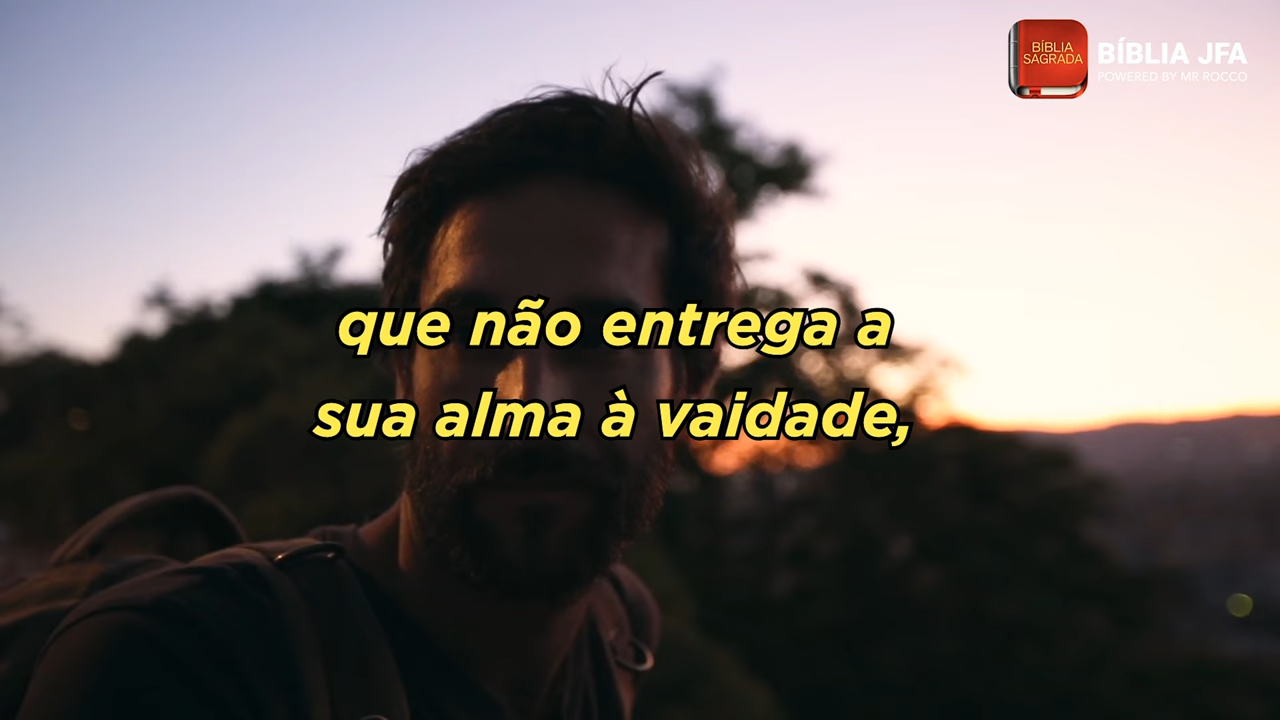 BÍBLIA
SAGRADA
BÍBLIA JFA
POWERED BY MR ROCCO
que não entrega a
sua alma à vaidade,